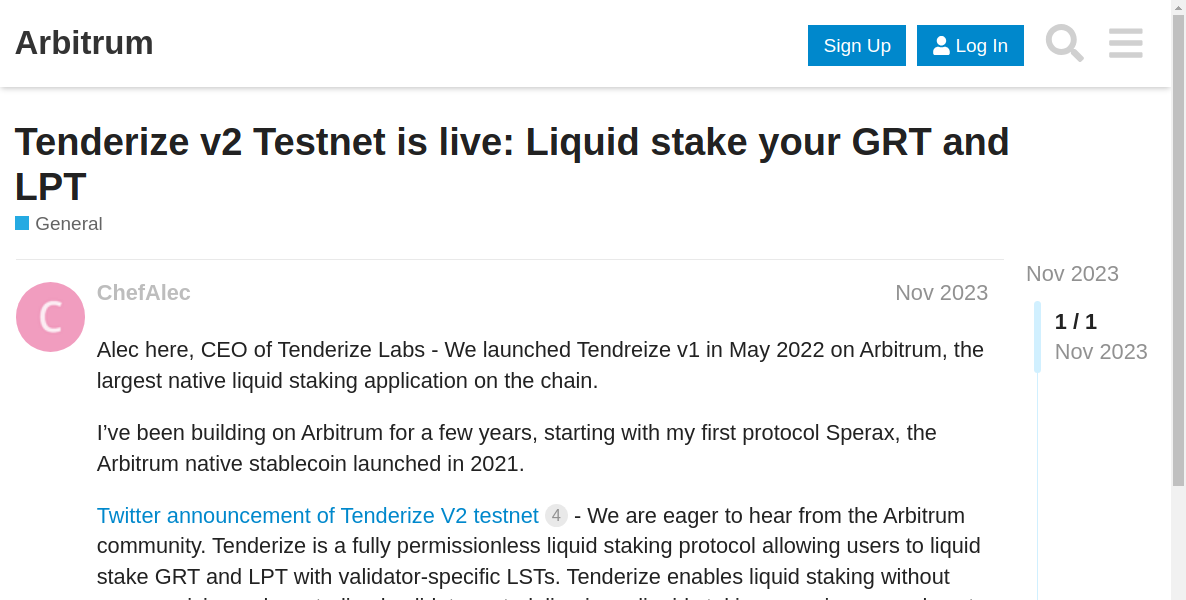 Arbitrum
Sign Up
Log In
Tenderize v2 Testnet is live: Liquid stake your GRT and
LPT
General
Nov 2023
C
ChefAlec
Nov 2023
1 / 1
Nov 2023
Alec here, CEO of Tenderize Labs - We launched Tendreize v1 in May 2022 on Arbitrum, the
largest native liquid staking application on the chain.
I’ve been building on Arbitrum for a few years, starting with my first protocol Sperax, the
Arbitrum native stablecoin launched in 2021.
Twitter announcement of Tenderize V2 testnet 4 - We are eager to hear from the Arbitrum
community. Tenderize is a fully permissionless liquid staking protocol allowing users to liquid
stake GRT and LPT with validator-specific LSTs. Tenderize enables liquid staking without